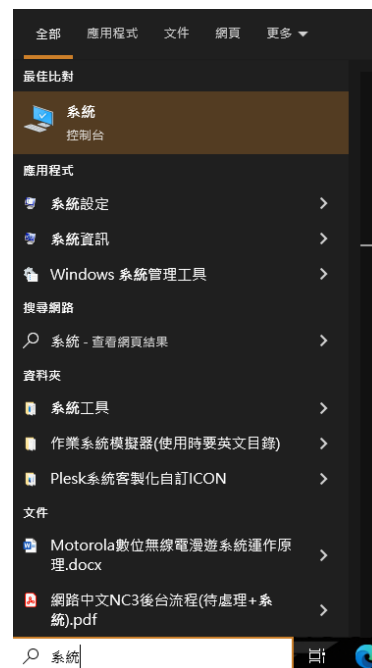 全部 應用程式 文件 網頁 更多
最佳比對
系統
控制台
應用程式
系統設定
系統資訊
Windows 系統管理工具
搜尋網路
系統 - 查看網頁結果
資料夾
系統工具
作業系統模擬器(使用時要英文目錄)
Plesk系統客製化自訂ICON
文件
Motorola數位無線電漫遊系統運作原
理.docx
網路中文NC3後台流程(待處理+系
統).pdf
系統